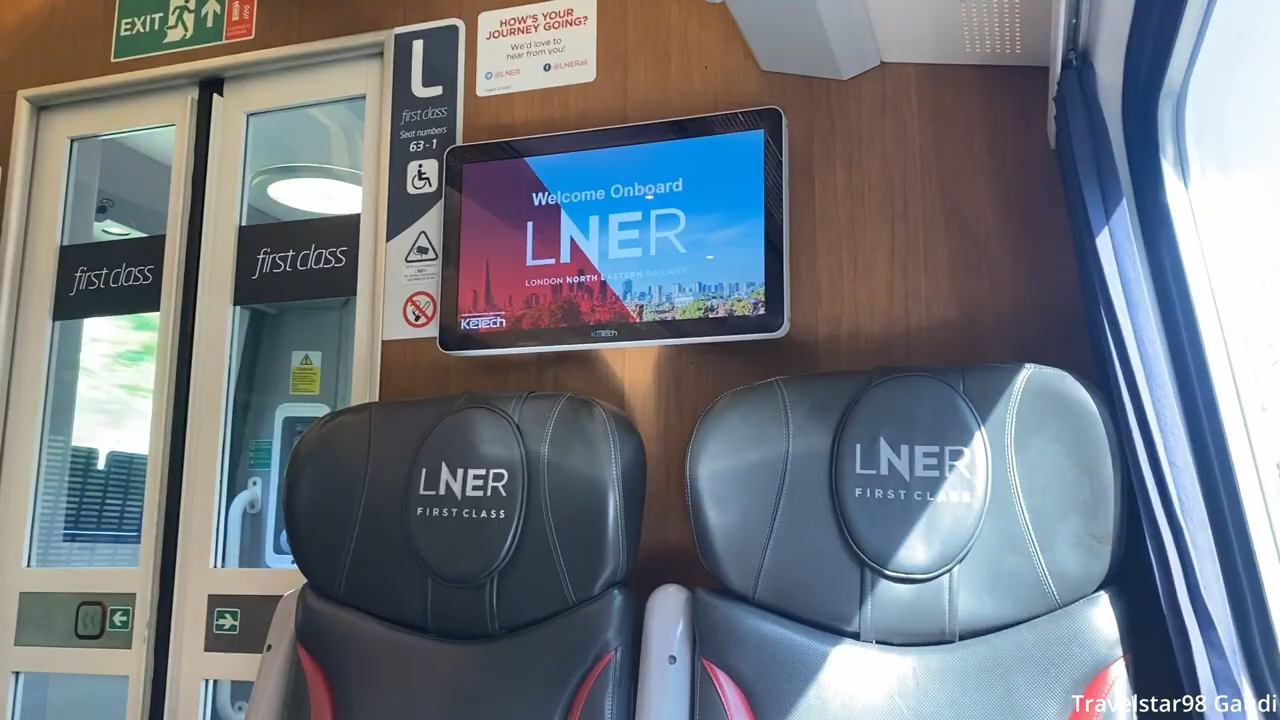 EXIT
HOW'S YOUR
JOURNEY GOING?
We'd love to
hear from you!
@LNER
@LNERail
L
first class
Seat numbers
63 - 1
Welcome Onboard
LNER
LONDON NORTH EASTERN RAILWAY
KeTech
KeTech
first class
first class
LNER
FIRST CLASS
LNER
FIRST CLASS
Travelstar98 Gandi